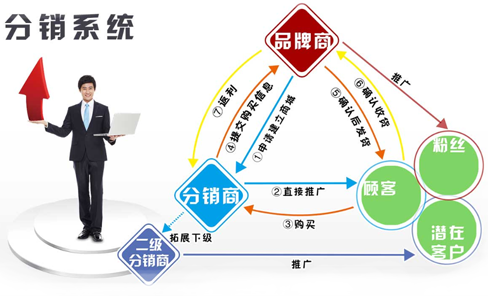 分销系统
品牌商
推广
⑦返利
④提交购买信息
①申请建立商城
⑤确认后发货
⑥确认收货
粉丝
分销商
②直接推广
顾客
③购买
潜在
客户
拓展下级
二级
分销商
推广